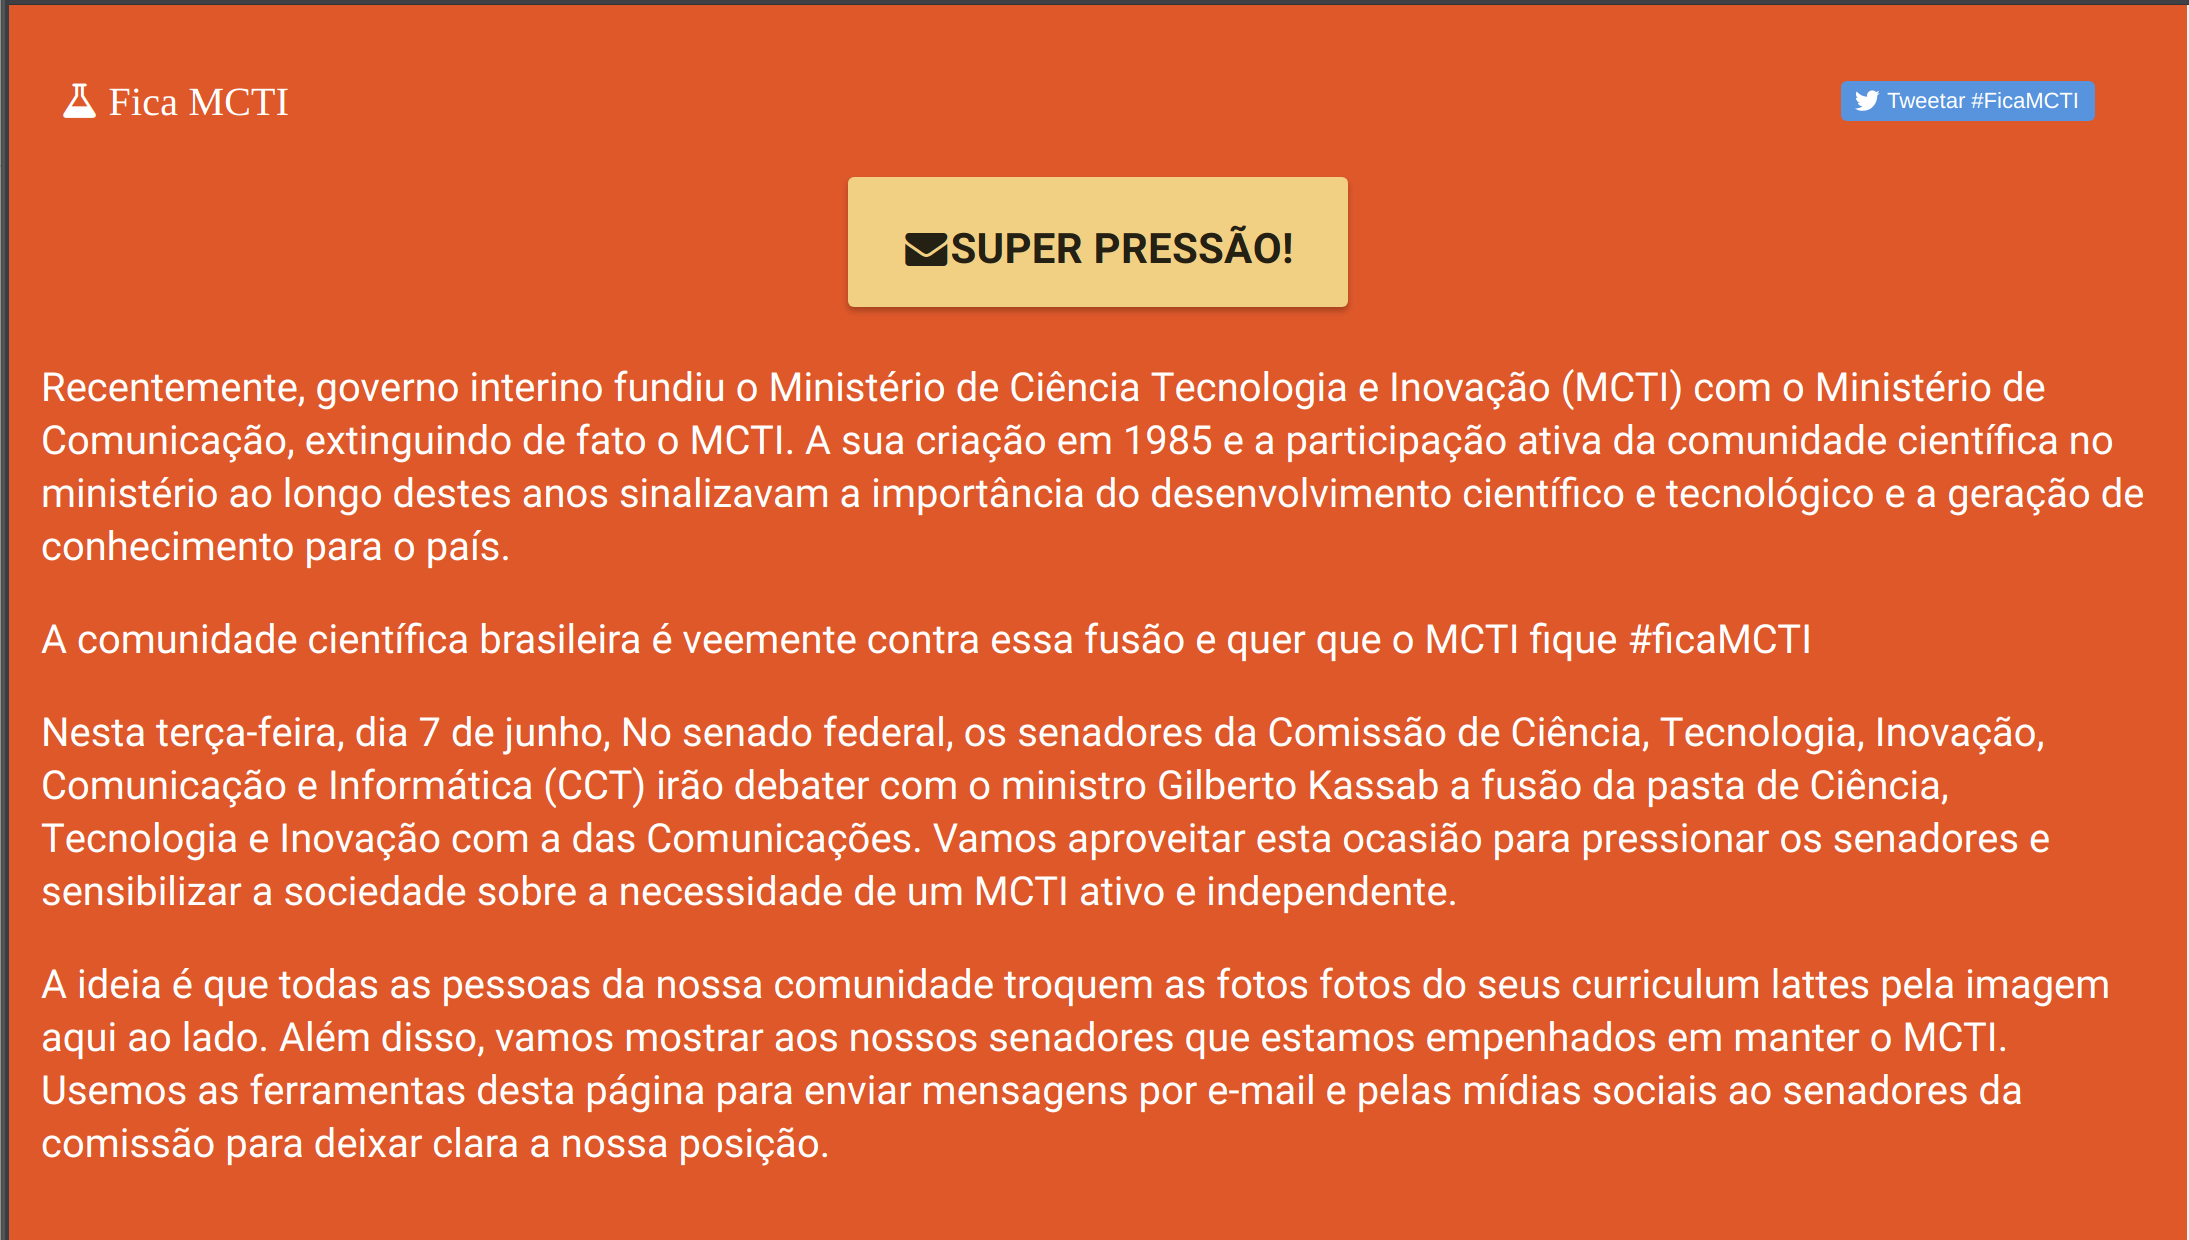 Fica MCTI
Tweetar #FicaMCTI
SUPER PRESSÃO!
Recentemente, governo interino fundiu o Ministério de Ciência Tecnologia e Inovação (MCTI) com o Ministério de
Comunicação, extinguindo de fato o MCTI. A sua criação em 1985 e a participação ativa da comunidade científica no
ministério ao longo destes anos sinalizavam a importância do desenvolvimento científico e tecnológico e a geração de
conhecimento para o país.
A comunidade científica brasileira é veemente contra essa fusão e quer que o MCTI fique #ficaMCTI
Nesta terça-feira, dia 7 de junho, No senado federal, os senadores da Comissão de Ciência, Tecnologia, Inovação,
Comunicação e Informática (CCT) irão debater com o ministro Gilberto Kassab a fusão da pasta de Ciência,
Tecnologia e Inovação com a das Comunicações. Vamos aproveitar esta ocasião para pressionar os senadores e
sensibilizar a sociedade sobre a necessidade de um MCTI ativo e independente.
A ideia é que todas as pessoas da nossa comunidade troquem as fotos fotos do seus curriculum lattes pela imagem
aqui ao lado. Além disso, vamos mostrar aos nossos senadores que estamos empenhados em manter o MCTI.
Usemos as ferramentas desta página para enviar mensagens por e-mail e pelas mídias sociais ao senadores da
comissão para deixar clara a nossa posição.